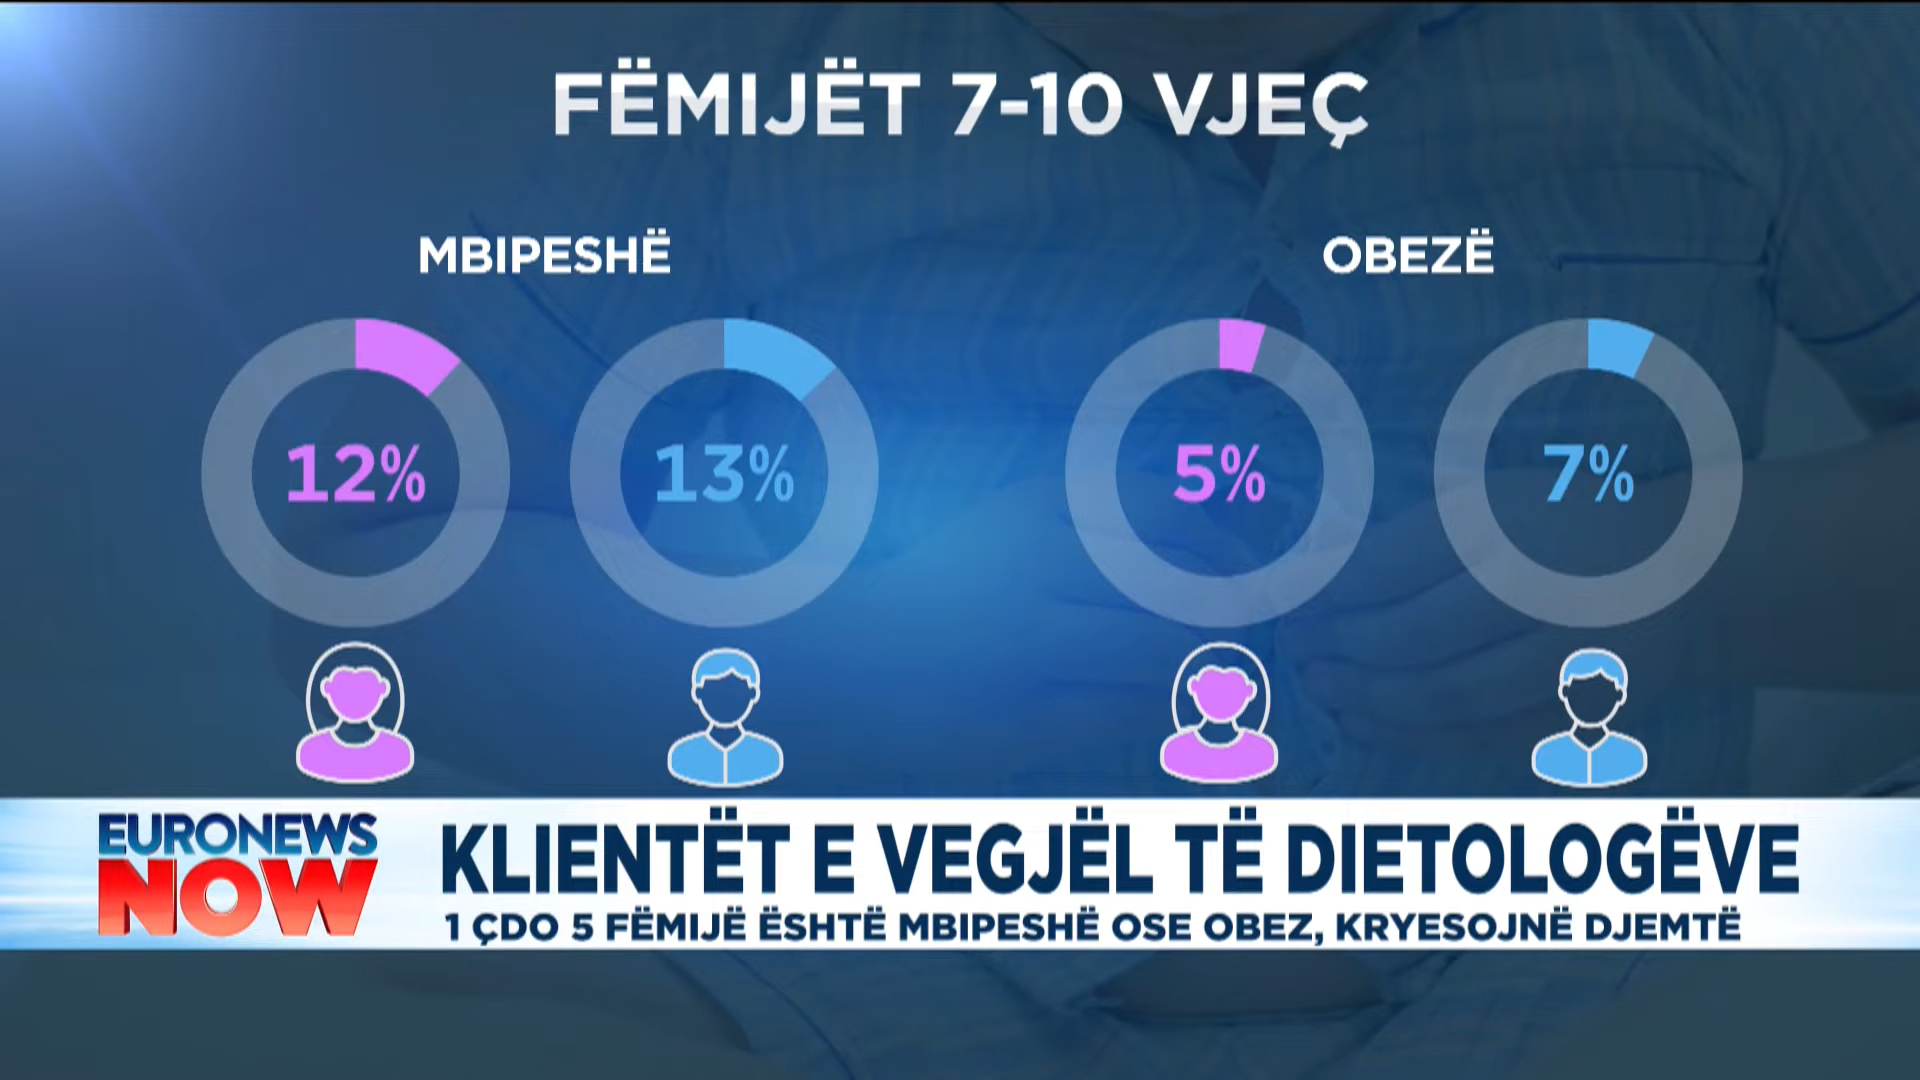 FËMIJËT 7-10 VJEÇ
MBIPESHË
OBEZË
12%
13%
5%
7%
EURONEWS
NOW
KLIENTËT E VEGJËL TË DIETOLOGËVE
1 ÇDO 5 FËMIJË ËSHTË MBIPESHË OSE OBEZ, KRYESOJNË DJEMTË